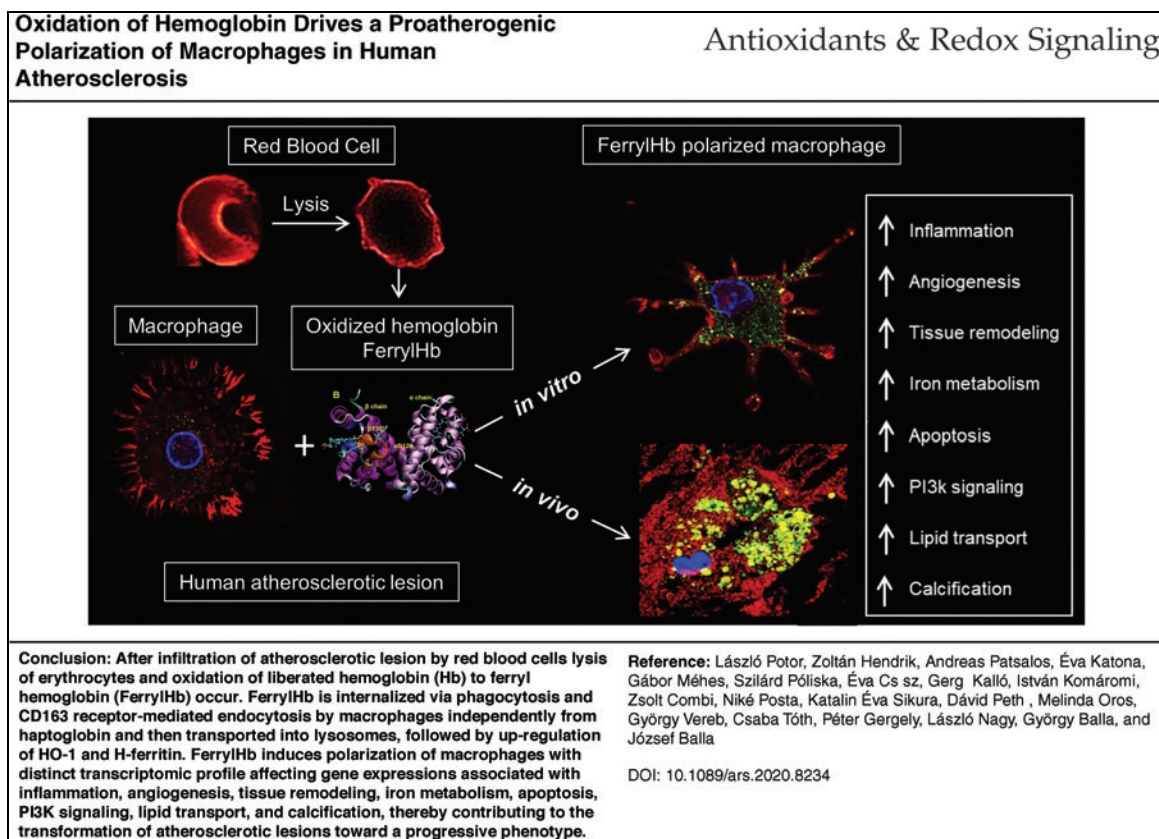 Oxidation of Hemoglobin Drives a Proatherogenic
Polarization of Macrophages in Human
Atherosclerosis
Antioxidants & Redox Signaling
Red Blood Cell
Lysis
Macrophage
Oxidized hemoglobin
FerrylHb
B
β chain
α chain
in vitro
in vivo
Human atherosclerotic lesion
FerrylHb polarized macrophage
↑ Inflammation
↑ Angiogenesis
↑ Tissue remodeling
↑ Iron metabolism
↑ Apoptosis
↑ PI3k signaling
↑ Lipid transport
↑ Calcification
Conclusion: After infiltration of atherosclerotic lesion by red blood cells lysis
of erythrocytes and oxidation of liberated hemoglobin (Hb) to ferryl
hemoglobin (FerrylHb) occur. FerrylHb is internalized via phagocytosis and
CD163 receptor-mediated endocytosis by macrophages independently from
haptoglobin and then transported into lysosomes, followed by up-regulation
of HO-1 and H-ferritin. FerrylHb induces polarization of macrophages with
distinct transcriptomic profile affecting gene expressions associated with
inflammation, angiogenesis, tissue remodeling, iron metabolism, apoptosis,
PI3K signaling, lipid transport, and calcification, thereby contributing to the
transformation of atherosclerotic lesions toward a progressive phenotype.
Reference: László Potor, Zoltán Hendrik, Andreas Patsalos, Éva Katona,
Gábor Méhes, Szilárd Póliska, Éva Cs sz, Gerg Kalló, István Komáromi,
Zsolt Combi, Niké Posta, Katalin Éva Sikura, Dávid Peth , Melinda Oros,
György Vereb, Csaba Tóth, Péter Gergely, László Nagy, György Balla, and
József Balla
DOI: 10.1089/ars.2020.8234